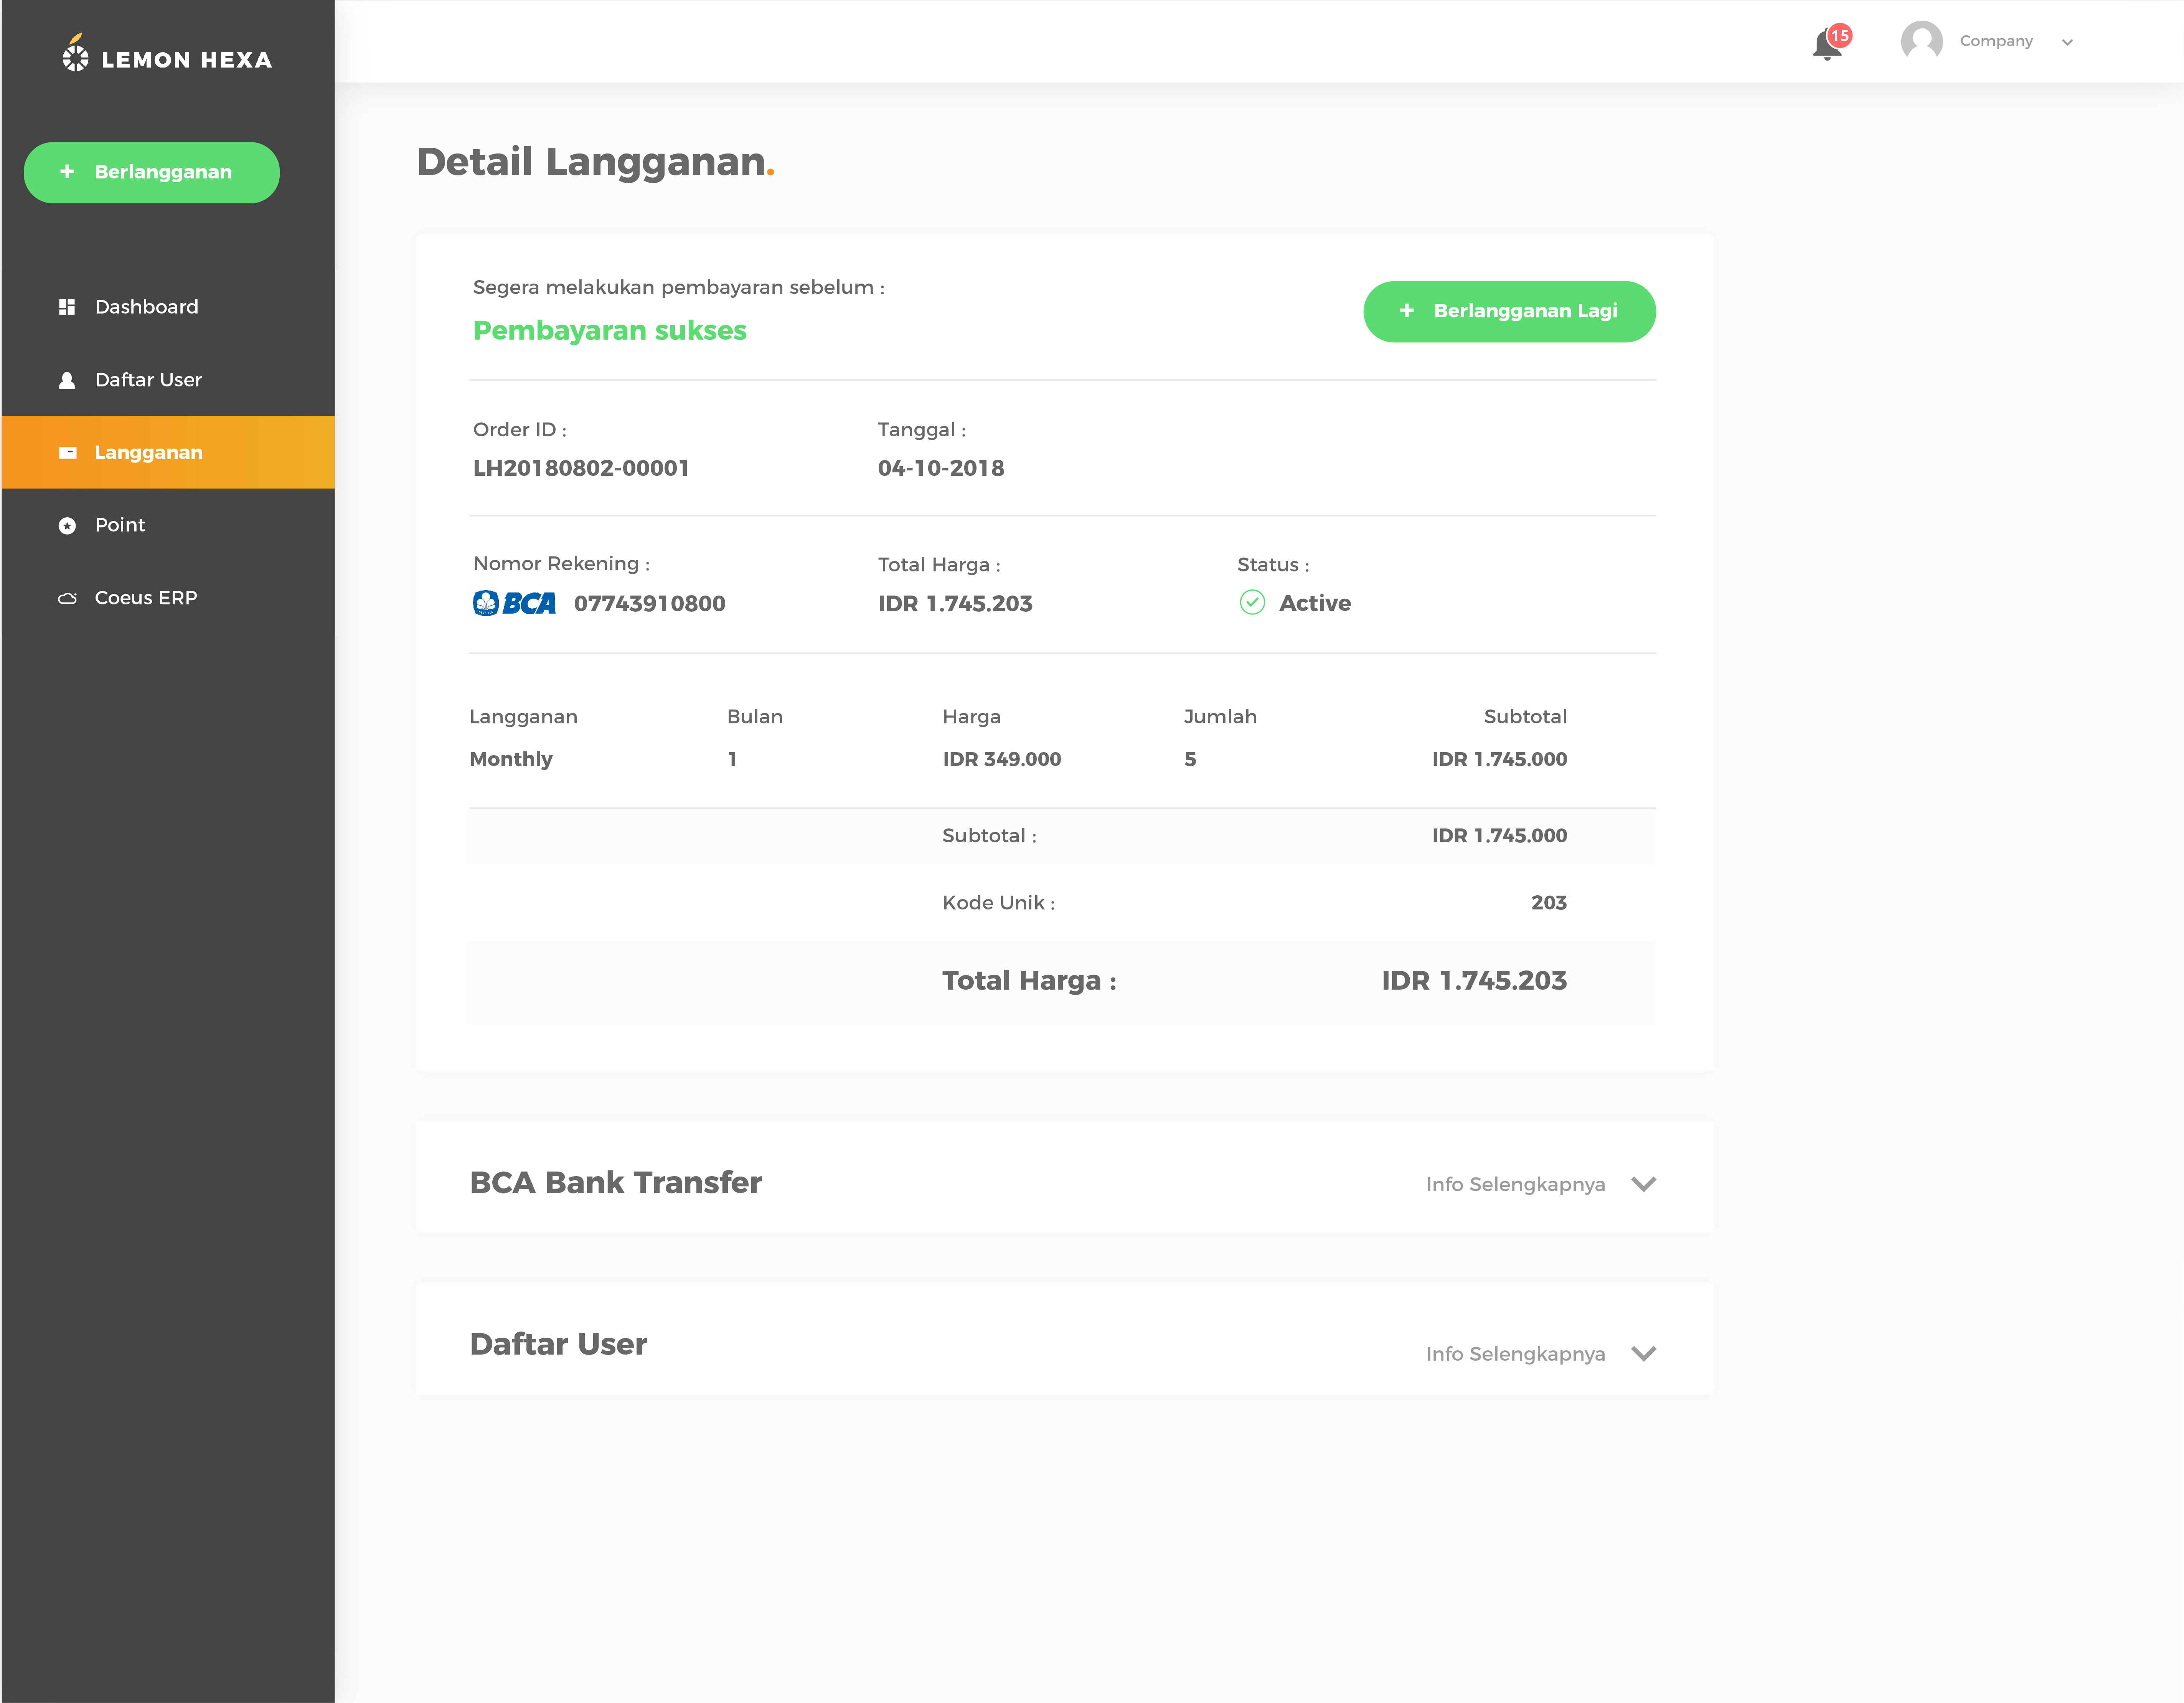 LEMON HEXA
15
Company
+ Berlangganan
Dashboard
Daftar User
Langganan
Point
Coeus ERP
Detail Langganan.
Segera melakukan pembayaran sebelum :
Pembayaran sukses
+ Berlangganan Lagi
Order ID : Tanggal :
LH20180802-00001 04-10-2018
Nomor Rekening : Total Harga : Status :
BCA 07743910800 IDR 1.745.203 Active
Langganan Bulan Harga Jumlah Subtotal
Monthly 1 IDR 349.000 5 IDR 1.745.000
Subtotal : IDR 1.745.000
Kode Unik : 203
Total Harga : IDR 1.745.203
BCA Bank Transfer Info Selengkapnya
Daftar User Info Selengkapnya